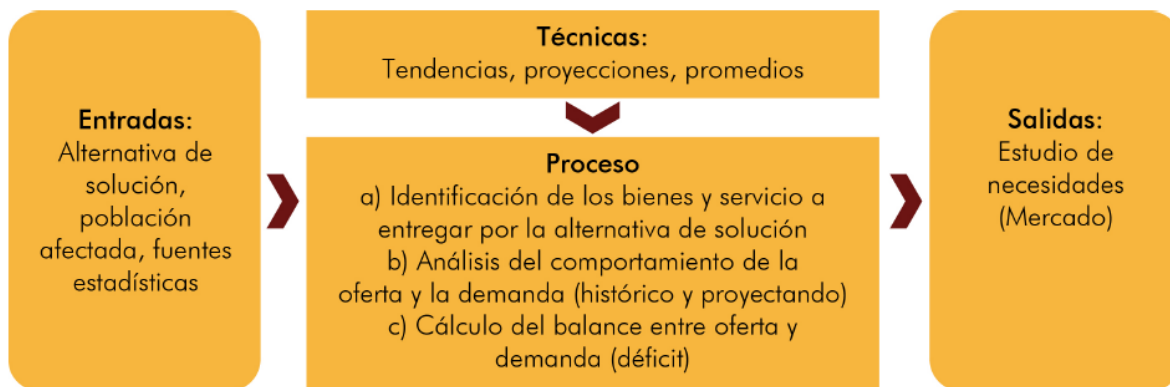 Entradas:
Alternativa de
solución,
población
afectada, fuentes
estadísticas
Técnicas:
Tendencias, proyecciones, promedios
Proceso
a) Identificación de los bienes y servicio a
entregar por la alternativa de solución
b) Análisis del comportamiento de la
oferta y la demanda (histórico y proyectando)
c) Cálculo del balance entre oferta y
demanda (déficit)
Salidas:
Estudio de
necesidades
(Mercado)